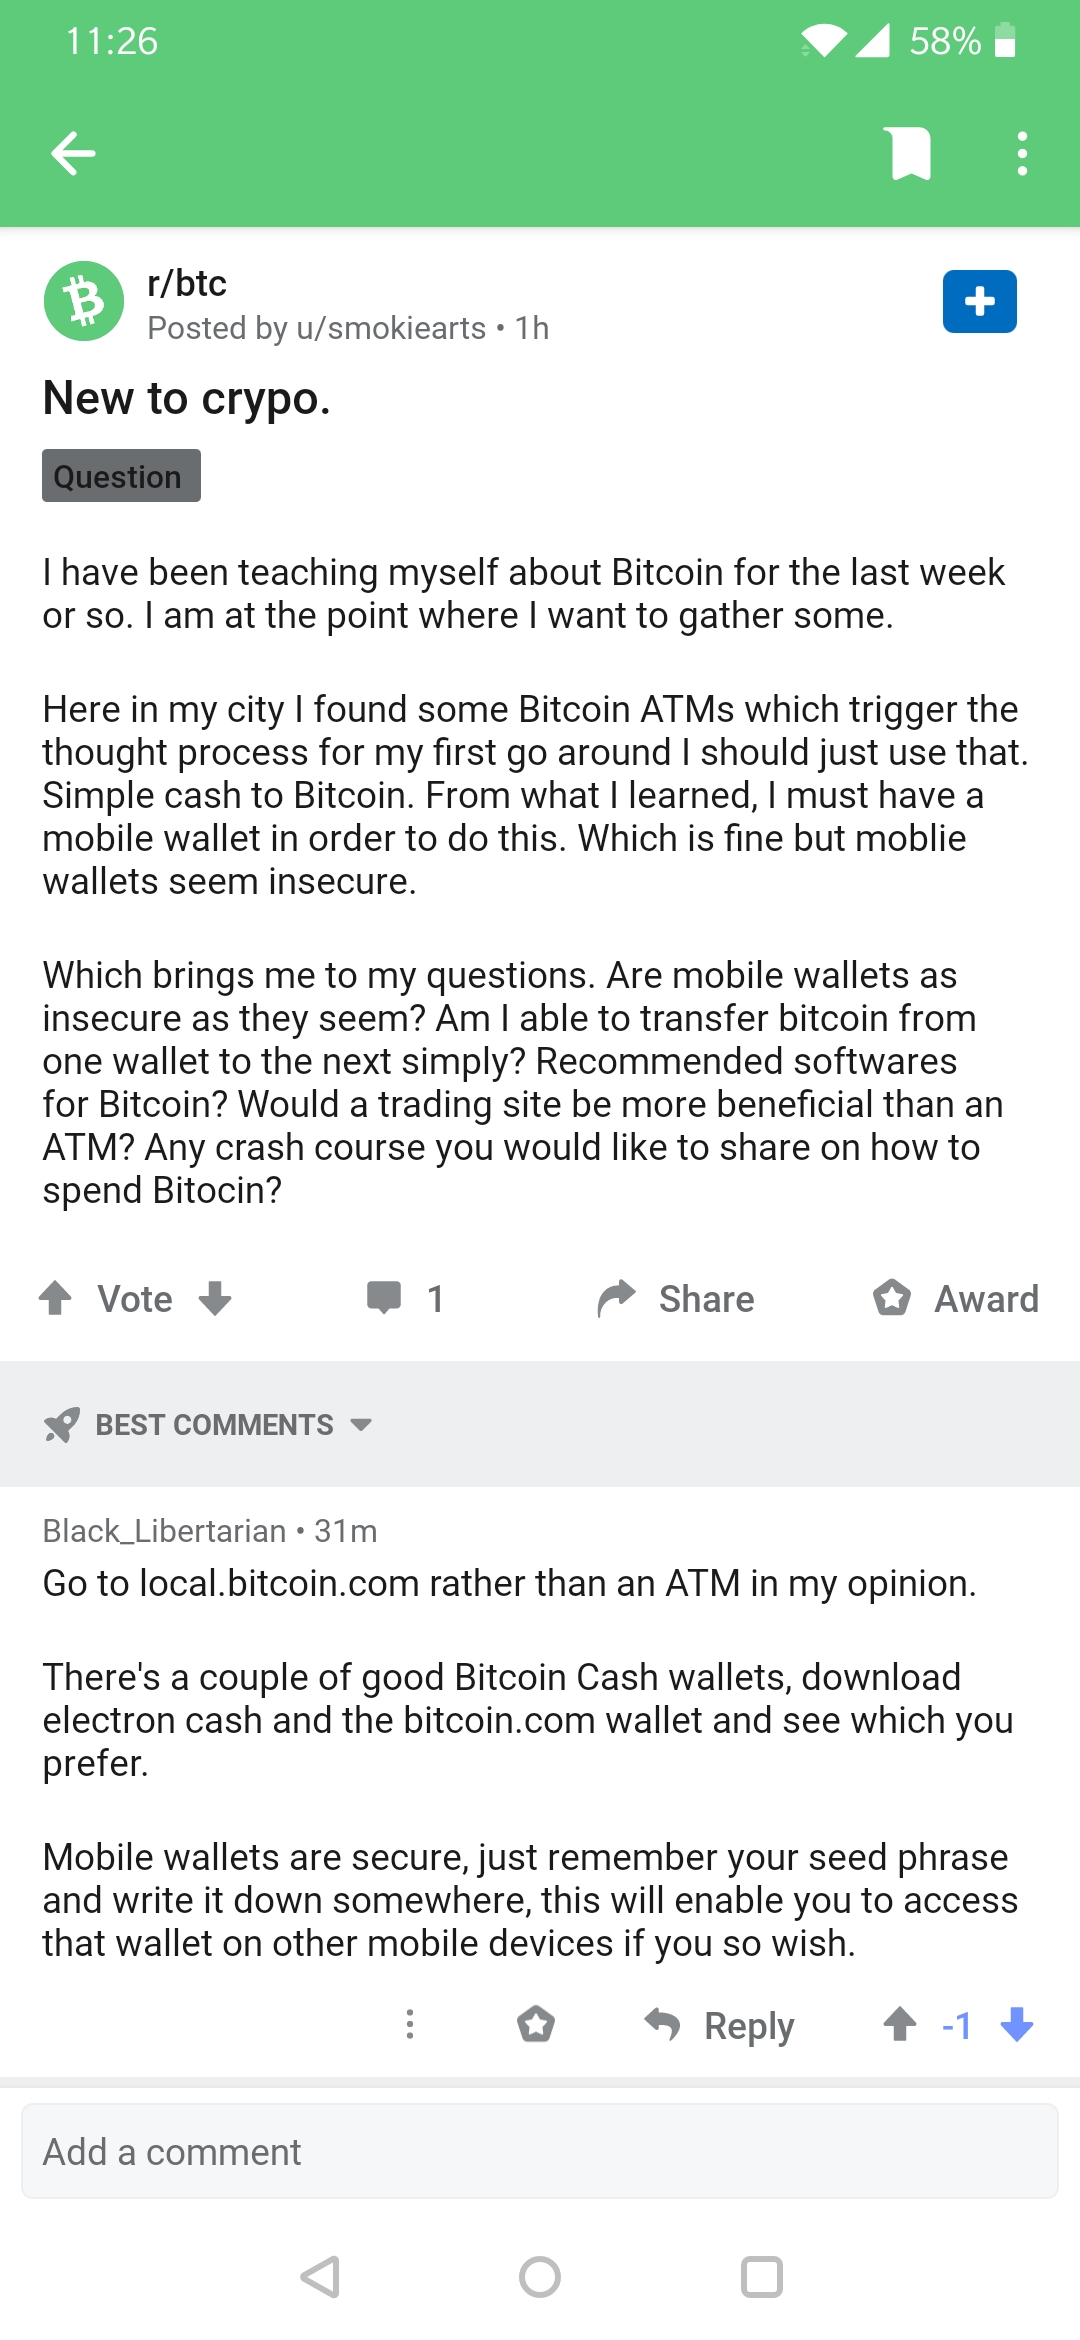 11:26
58%
r/btc
Posted by u/smokiearts • 1h
New to crypo.
Question
I have been teaching myself about Bitcoin for the last week
or so. I am at the point where I want to gather some.
Here in my city I found some Bitcoin ATMs which trigger the
thought process for my first go around I should just use that.
Simple cash to Bitcoin. From what I learned, I must have a
mobile wallet in order to do this. Which is fine but moblie
wallets seem insecure.
Which brings me to my questions. Are mobile wallets as
insecure as they seem? Am I able to transfer bitcoin from
one wallet to the next simply? Recommended softwares
for Bitcoin? Would a trading site be more beneficial than an
ATM? Any crash course you would like to share on how to
spend Bitocin?
Vote
1
Share
Award
BEST COMMENTS
Black_Libertarian • 31m
Go to local.bitcoin.com rather than an ATM in my opinion.
There's a couple of good Bitcoin Cash wallets, download
electron cash and the bitcoin.com wallet and see which you
prefer.
Mobile wallets are secure, just remember your seed phrase
and write it down somewhere, this will enable you to access
that wallet on other mobile devices if you so wish.
Reply
-1
Add a comment